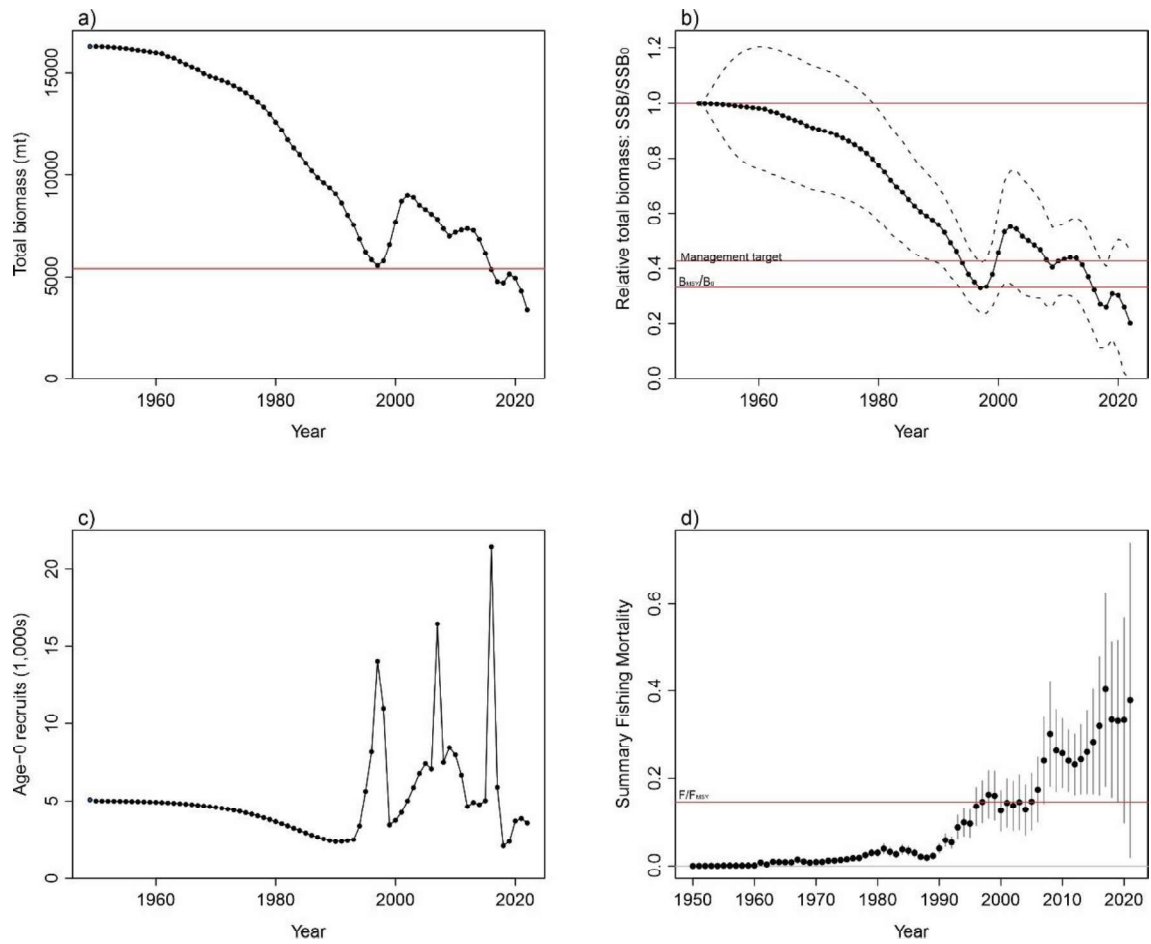 a)
Total biomass (mt)
0 5000 10000 15000
1960 1980 2000 2020
Year
b)
Relative total biomass: SSB/SSB0
0.0 0.2 0.4 0.6 0.8 1.0 1.2
Management target
BMSY/B0
1960 1980 2000 2020
Year
c)
Age−0 recruits (1,000s)
0 5 10 15 20
1960 1980 2000 2020
Year
d)
Summary Fishing Mortality
0.0 0.2 0.4 0.6
F/FMSY
1950 1960 1970 1980 1990 2000 2010 2020
Year